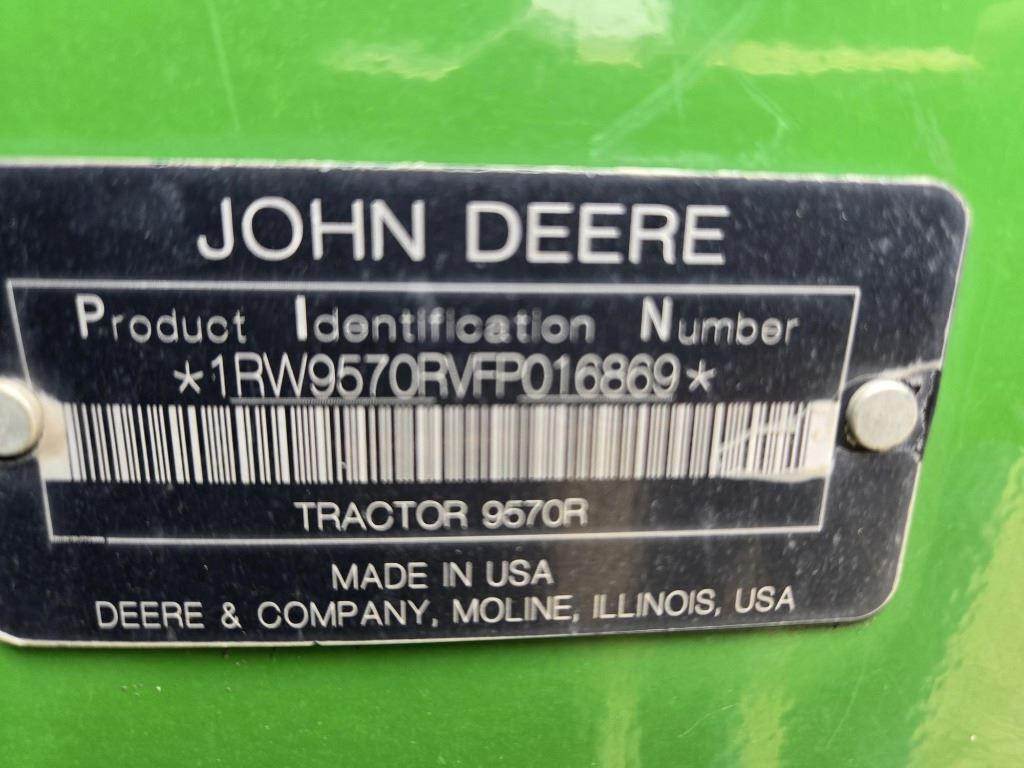 JOHN DEERE
Product Identification Number
*1RW9570RVFP016869*
TRACTOR 9570R
MADE IN USA
DEERE & COMPANY, MOLINE, ILLINOIS, USA